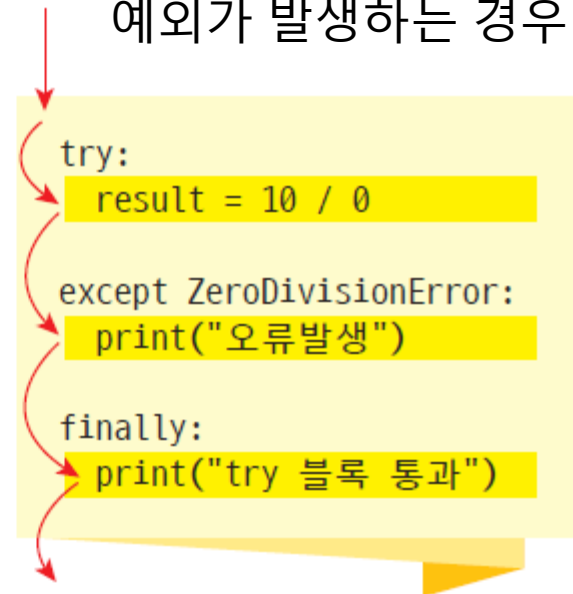 예외가 발생하는 경우
try:
result = 10 / 0
except ZeroDivisionError:
print("오류발생")
finally:
print("try 블록 통과")